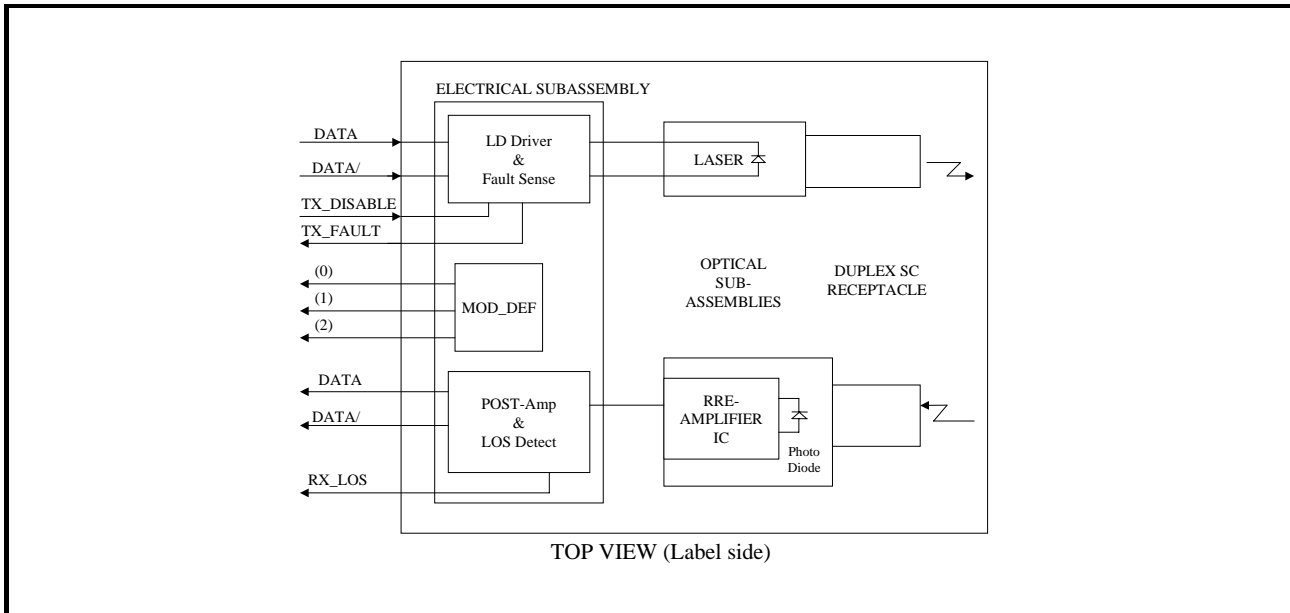 ELECTRICAL SUBASSEMBLY
DATA
DATA/
TX_DISABLE
TX_FAULT
LD Driver
&
Fault Sense
LASER
(0)
(1)
(2)
MOD_DEF
OPTICAL
SUB-
ASSEMBLIES
DUPLEX SC
RECEPTACLE
DATA
DATA/
RX_LOS
POST-Amp
&
LOS Detect
RRE-
AMPLIFIER
IC
Photo
Diode
TOP VIEW (Label side)